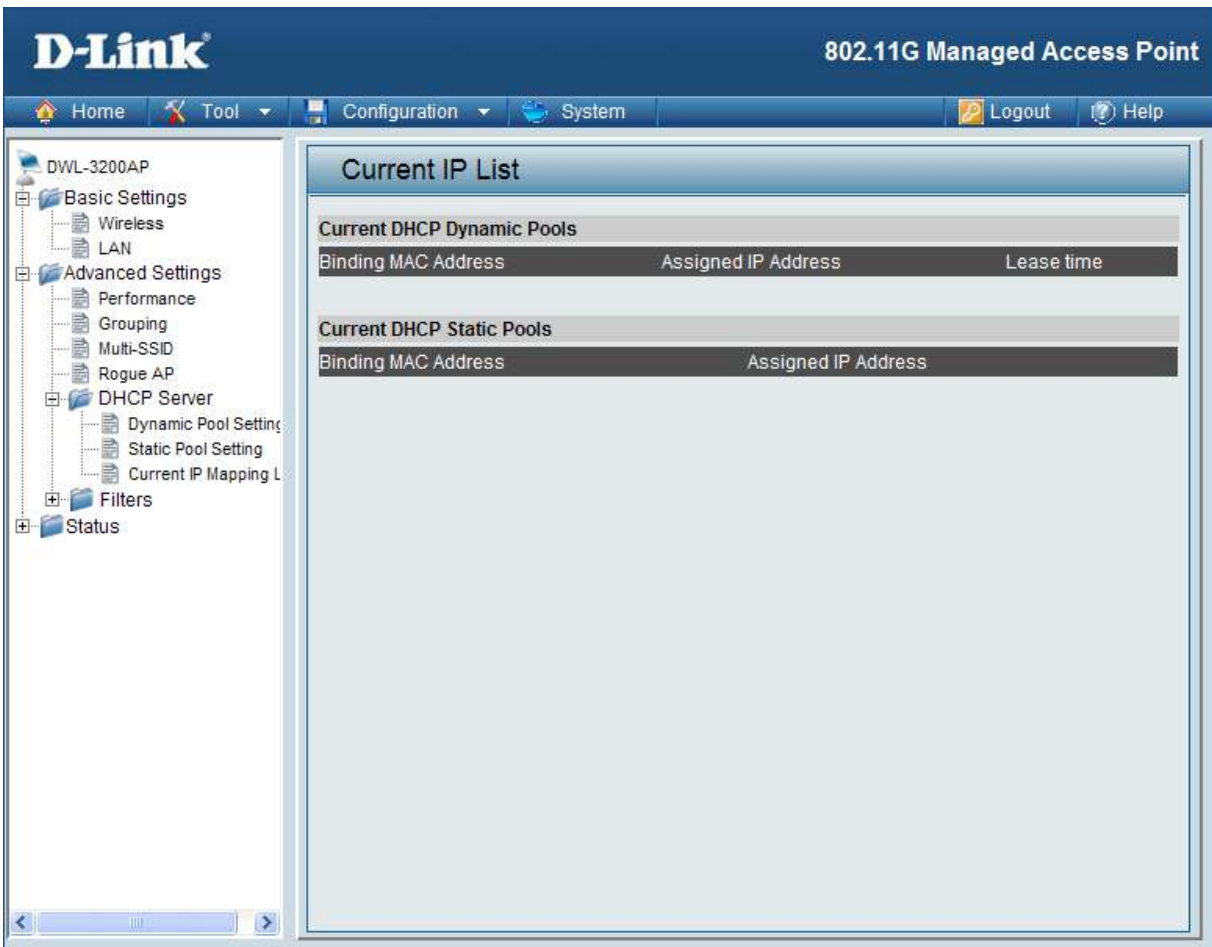 D-Link
802.11G Managed Access Point
Home Tool Configuration System Logout Help
DWL-3200AP
Basic Settings
Wireless
LAN
Advanced Settings
Performance
Grouping
Multi-SSID
Rogue AP
DHCP Server
Dynamic Pool Setting
Static Pool Setting
Current IP Mapping L
Filters
Status
Current IP List
Current DHCP Dynamic Pools
Binding MAC Address Assigned IP Address Lease time
Current DHCP Static Pools
Binding MAC Address Assigned IP Address